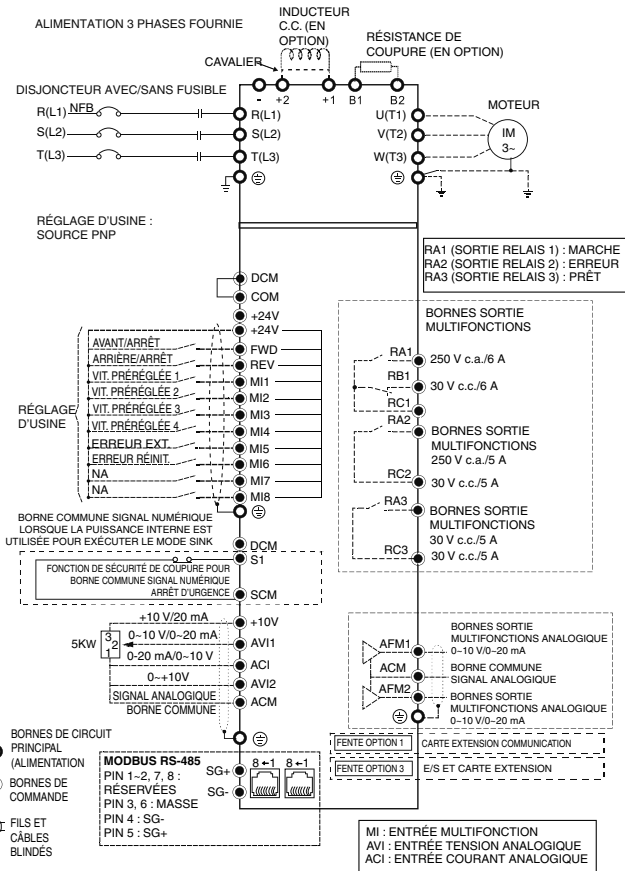 ALIMENTATION 3 PHASES FOURNIE
INDUCTEUR
C.C. (EN
OPTION)
RÉSISTANCE DE
COUPURE (EN OPTION)
CAVALIER
DISJONCTEUR AVEC/SANS FUSIBLE
- +2 +1 B1 B2
MOTEUR
R(L1) NFB R(L1) U(T1)
S(L2) S(L2) V(T2)
T(L3) T(L3) W(T3)
IM
3~
RÉGLAGE D'USINE :
SOURCE PNP
RA1 (SORTIE RELAIS 1) : MARCHE
RA2 (SORTIE RELAIS 2) : ERREUR
RA3 (SORTIE RELAIS 3) : PRÊT
DCM
COM
+24V
+24V
AVANT/ARRÊT FWD
ARRIÈRE/ARRÊT REV
VIT. PRÉRÉGLÉE 1 MI1
VIT. PRÉRÉGLÉE 2 MI2
VIT. PRÉRÉGLÉE 3 MI3
VIT. PRÉRÉGLÉE 4 MI4
ERREUR EXT. MI5
ERREUR RÉINIT. MI6
NA MI7
NA MI8
RÉGLAGE
D'USINE
BORNES SORTIE
MULTIFONCTIONS
RA1 250 V c.a./6 A
RB1 30 V c.c./6 A
RC1
RA2 BORNES SORTIE
MULTIFONCTIONS
250 V c.a./5 A
RC2 30 V c.c./5 A
RA3 BORNES SORTIE
MULTIFONCTIONS
30 V c.c./5 A
RC3 30 V c.c./5 A
BORNE COMMUNE SIGNAL NUMÉRIQUE
LORSQUE LA PUISSANCE INTERNE EST
UTILISÉE POUR EXÉCUTER LE MODE SINK
DCM
S1
FONCTION DE SÉCURITÉ DE COUPURE POUR
BORNE COMMUNE SIGNAL NUMÉRIQUE
ARRÊT D'URGENCE
SCM
+10 V/20 mA +10V
5KW 3 2 1
0~10 V/0~20 mA AVI1
0-20 mA/0~10 V ACI
0~+10V AVI2
SIGNAL ANALOGIQUE
BORNE COMMUNE
ACM
AFM1 BORNES SORTIE
MULTIFONCTIONS ANALOGIQUE
0~10 V/0~20 mA
ACM BORNE COMMUNE
SIGNAL ANALOGIQUE
AFM2 BORNES SORTIE
MULTIFONCTIONS ANALOGIQUE
0~10 V/0~20 mA
BORNES DE CIRCUIT
PRINCIPAL
(ALIMENTATION
BORNES DE
COMMANDE
FILS ET
CÂBLES
BLINDÉS
MODBUS RS-485
PIN 1~2, 7, 8 :
RÉSERVÉES
PIN 3, 6 : MASSE
PIN 4 : SG-
PIN 5 : SG+
SG+
SG-
8←1 8←1
FENTE OPTION 1 CARTE EXTENSION COMMUNICATION
FENTE OPTION 3 E/S ET CARTE EXTENSION
MI : ENTRÉE MULTIFONCTION
AVI : ENTRÉE TENSION ANALOGIQUE
ACI : ENTRÉE COURANT ANALOGIQUE